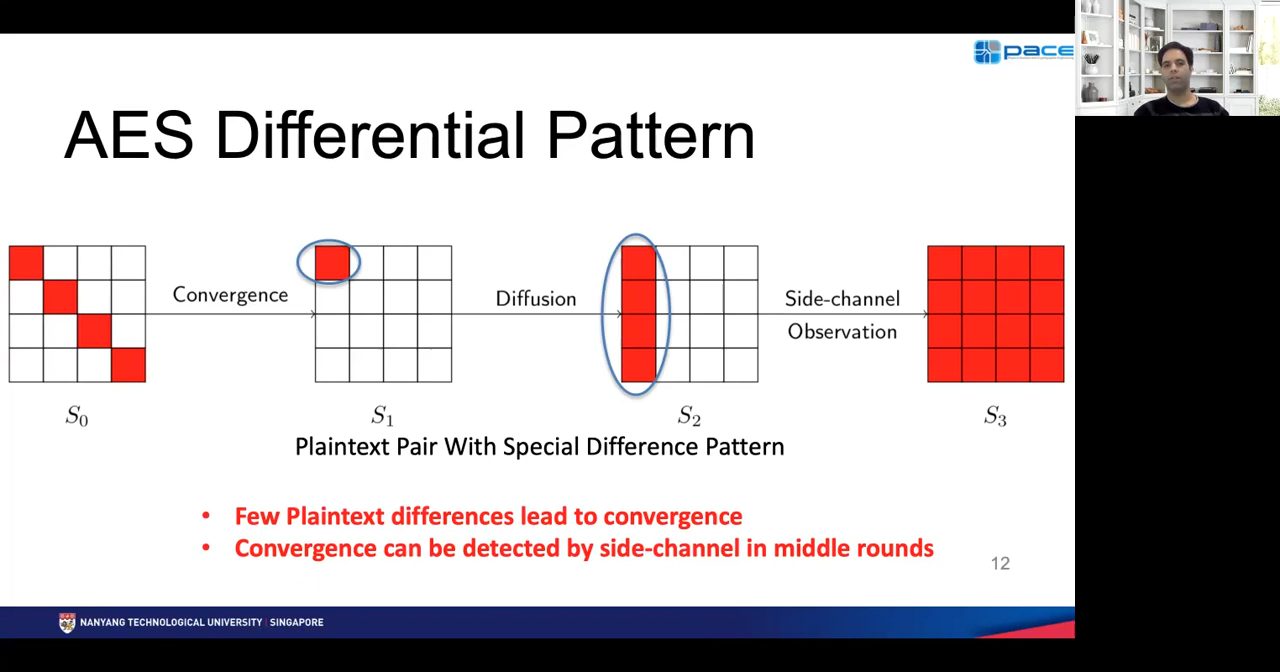 pace
AES Differential Pattern
Convergence
Diffusion
Side-channel
Observation
S0
S1
S2
S3
Plaintext Pair With Special Difference Pattern
• Few Plaintext differences lead to convergence
• Convergence can be detected by side-channel in middle rounds
12
NANYANG TECHNOLOGICAL UNIVERSITY | SINGAPORE